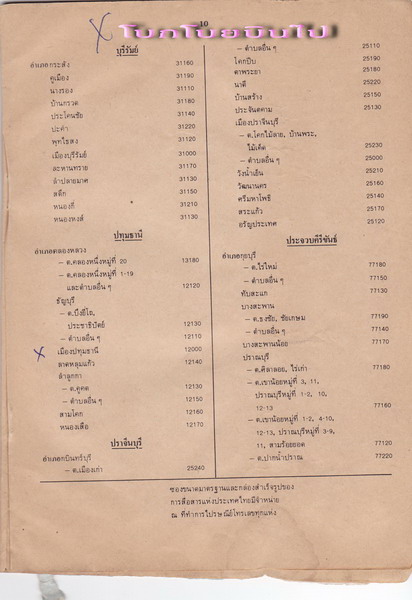 10
โบกโบยบินไป
บุรีรัมย์
อำเภอกระสัง 31160
คูเมือง 31190
นางรอง 31110
บ้านกรวด 31180
ประโคนชัย 31140
ปะคำ 31220
พุทไธสง 31120
เมืองบุรีรัมย์ 31000
ละหานทราย 31170
ลำปลายมาศ 31130
สตึก 31150
หนองกี่ 31210
หนองหงส์ 31130
ปทุมธานี
อำเภอคลองหลวง
- ต.คลองหนึ่งหมู่ที่ 20 13180
- ต.คลองหนึ่งหมู่ที่ 1-19
และตำบลอื่น ๆ 12120
ธัญบุรี
- ต.บึงยี่โถ,
ประชาธิปัตย์ 12130
- ตำบลอื่น ๆ 12110
เมืองปทุมธานี 12000
ลาดหลุมแก้ว 12140
ลำลูกกา
- ต.คูคต 12130
- ตำบลอื่น ๆ 12150
สามโคก 12160
หนองเสือ 12170
ปราจีนบุรี
อำเภอกบินทร์บุรี
- ต.เมืองเก่า 25240
- ตำบลอื่น ๆ 25110
โคกปีบ 25190
ตาพระยา 25180
นาดี 25220
บ้านสร้าง 25150
ประจันตคาม 25130
เมืองปราจีนบุรี
- ต.โคกไม้ลาย, บ้านพระ,
ไม้เค็ด 25230
- ตำบลอื่น ๆ 25000
วังน้ำเย็น 25210
วัฒนานคร 25160
ศรีมหาโพธิ 25140
สระแก้ว 25170
อรัญประเทศ 25120
ประจวบคีรีขันธ์
อำเภอกุยบุรี
- ต.ไร่ใหม่ 77180
- ตำบลอื่น ๆ 77150
ทับสะแก 77130
บางสะพาน
- ต.ธงชัย, ชัยเกษม 77190
- ตำบลอื่น ๆ 77140
บางสะพานน้อย 77170
ปราณบุรี
- ต.ศิลาลอย, ไร่เก่า 77180
- ต.เขาน้อยหมู่ที่ 3, 11,
ปราณบุรีหมู่ที่ 1-2, 10,
12-13 77160
- ต.เขาน้อยหมู่ที่ 1-2, 4-10,
12-13, ปราณบุรีหมู่ที่ 3-9,
11, สามร้อยยอด 77120
- ต.ปากน้ำปราณ 77220
ซองขนาดมาตรฐานและกล่องสำเร็จรูปของ
การสื่อสารแห่งประเทศไทยมีจำหน่าย
ณ ที่ทำการไปรษณีย์โทรเลขทุกแห่ง